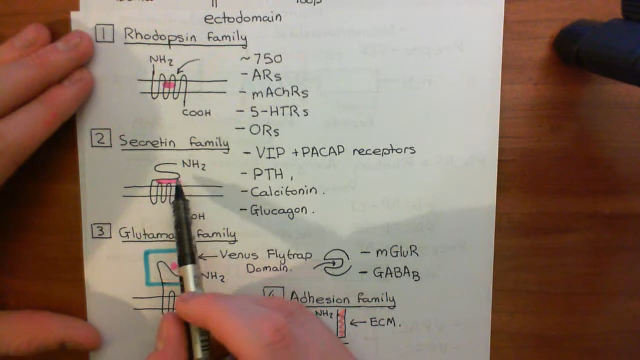 ectodomain
1 Rhodopsin family
NH2
COOH
~ 750
- ARs
- mAChRs
- 5-HTRs
- ORs
2 Secretin family
NH2
OH
- VIP + PACAP receptors
- PTH,
- Calcitonin.
- Glucagon.
3 Glutama family
← Venus Flytrap
Domain.
NH2
- mGluR
- GABAB
Adhesion family
NH2
← ECM.